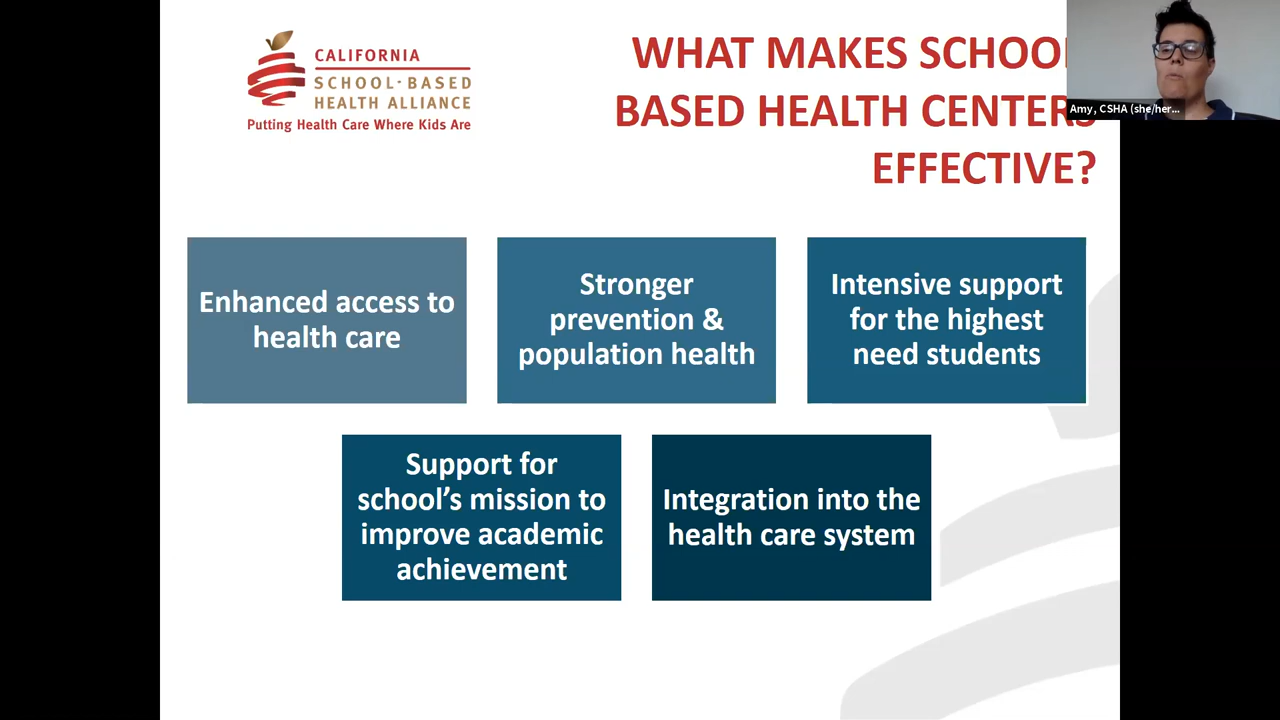 CALIFORNIA
SCHOOL-BASED
HEALTH ALLIANCE
Putting Health Care Where Kids Are
WHAT MAKES SCHOO
BASED HEALTH CENTERS
EFFECTIVE?
Amy, CSHA (she/her...
Enhanced access to
health care
Stronger
prevention &
population health
Intensive support
for the highest
need students
Support for
school's mission to
improve academic
achievement
Integration into the
health care system